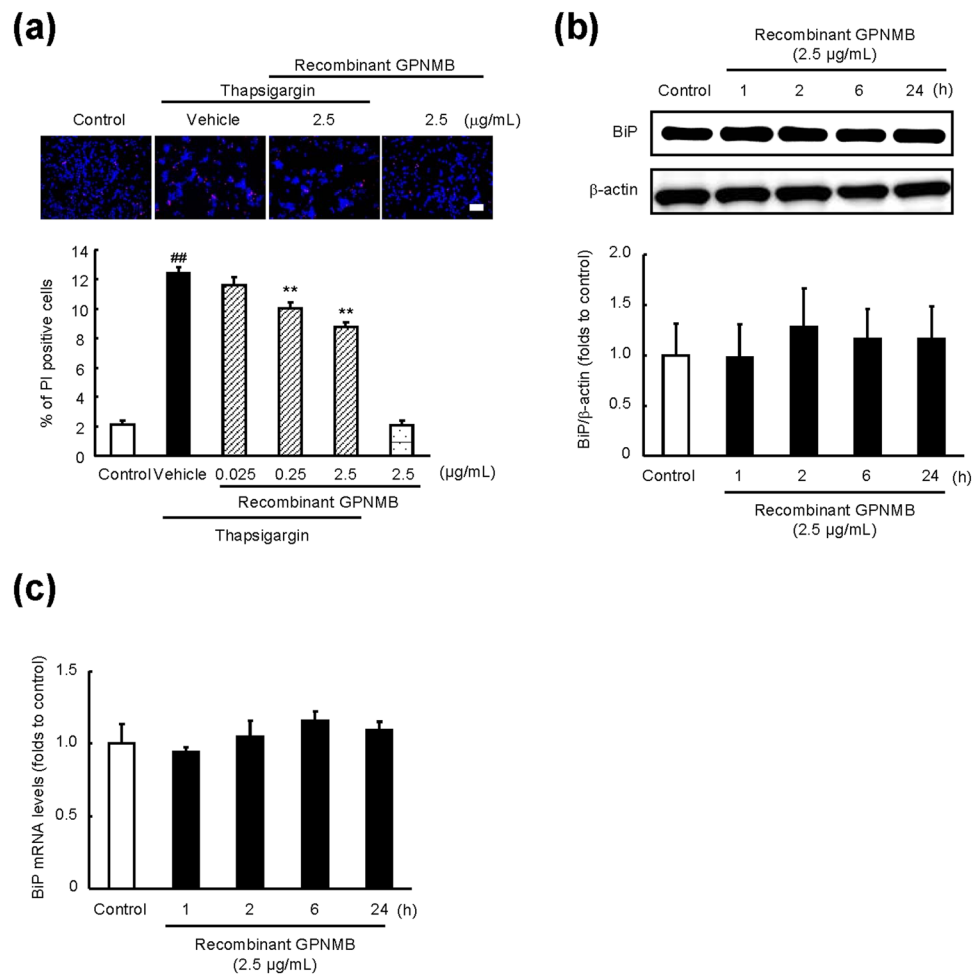 (a)
Recombinant GPNMB
Thapsigargin
Control Vehicle 2.5 2.5 (μg/mL)
% of PI positive cells
14
12
10
8
6
4
2
0
##
**
**
Control Vehicle 0.025 0.25 2.5 2.5 (μg/mL)
Recombinant GPNMB
Thapsigargin
(b)
Recombinant GPNMB
(2.5 μg/mL)
Control 1 2 6 24 (h)
BiP
β-actin
BiP/β-actin (folds to control)
2.0
1.5
1.0
0.5
0
Control 1 2 6 24 (h)
Recombinant GPNMB
(2.5 μg/mL)
(c)
BiP mRNA levels (folds to control)
1.5
1.0
0.5
0
Control 1 2 6 24 (h)
Recombinant GPNMB
(2.5 μg/mL)